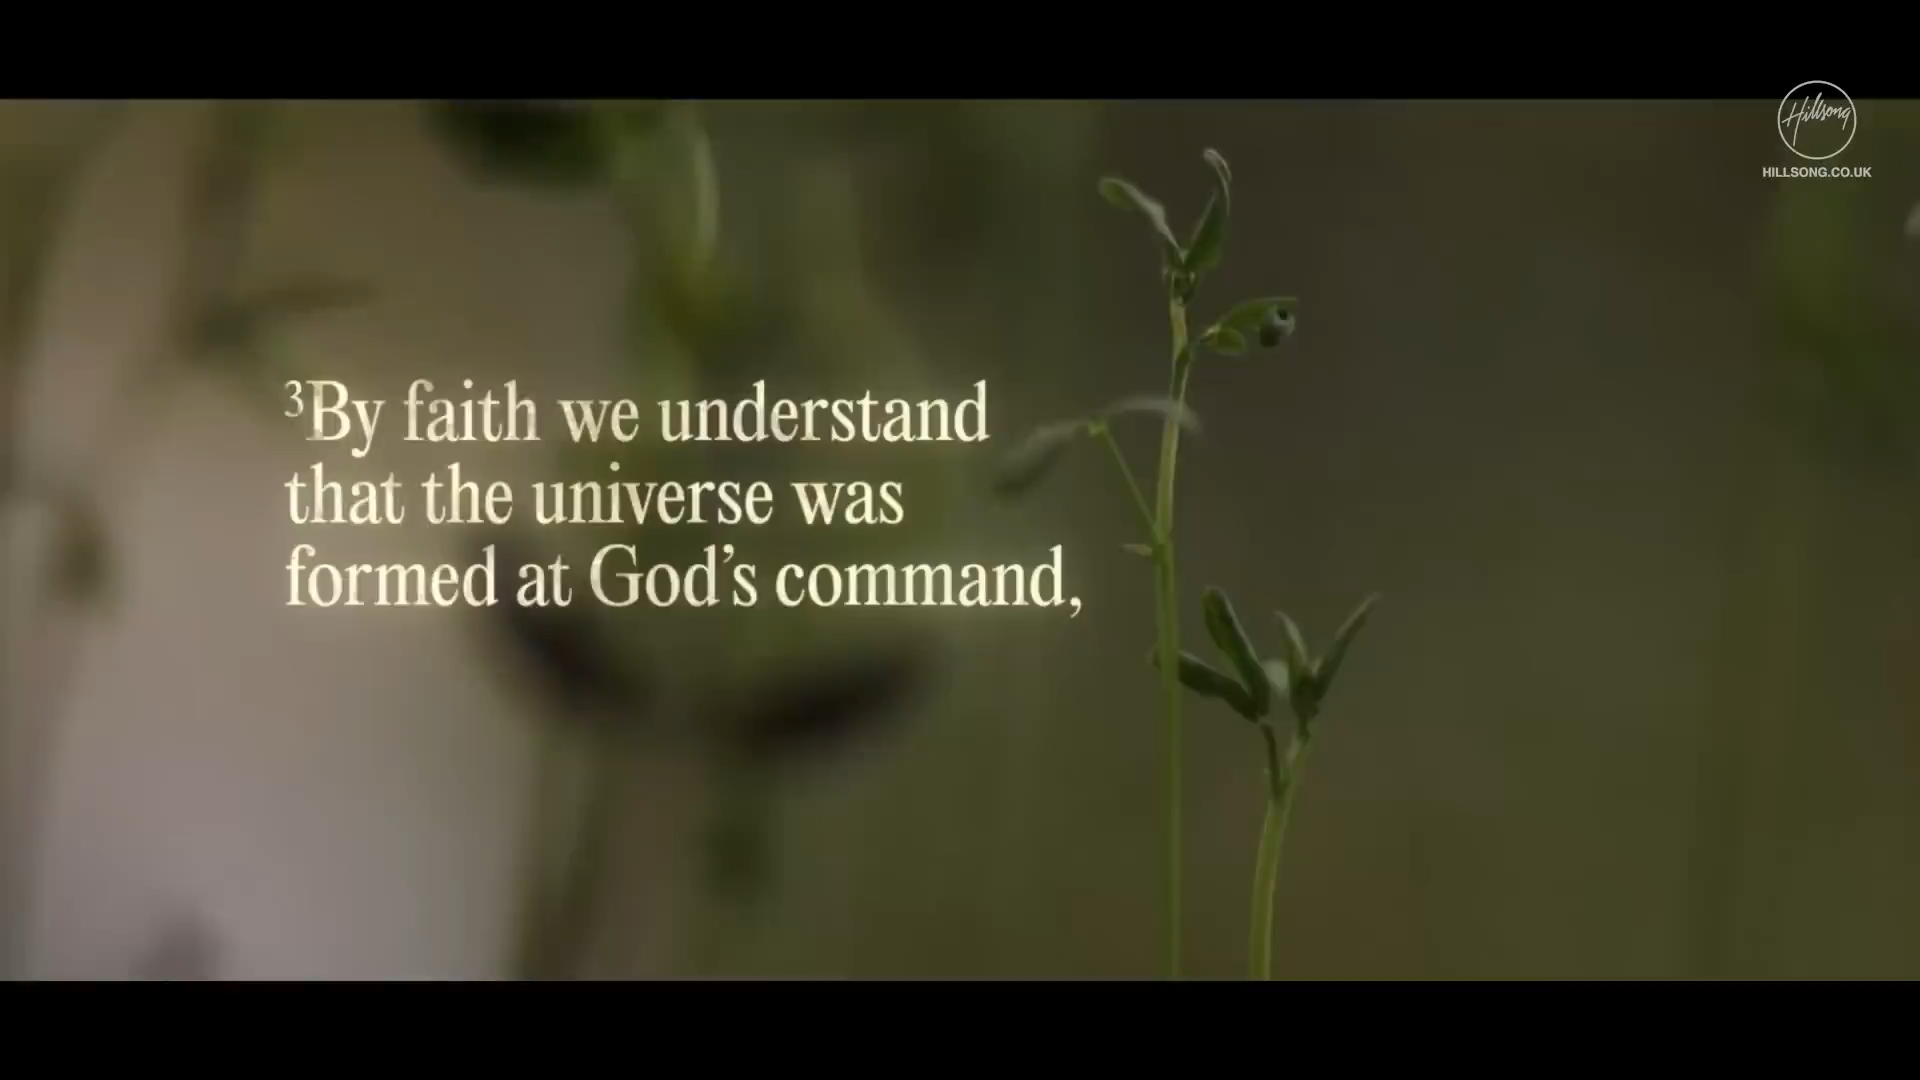 Hillsong
HILLSONG.CO.UK
³By faith we understand
that the universe was
formed at God’s command,